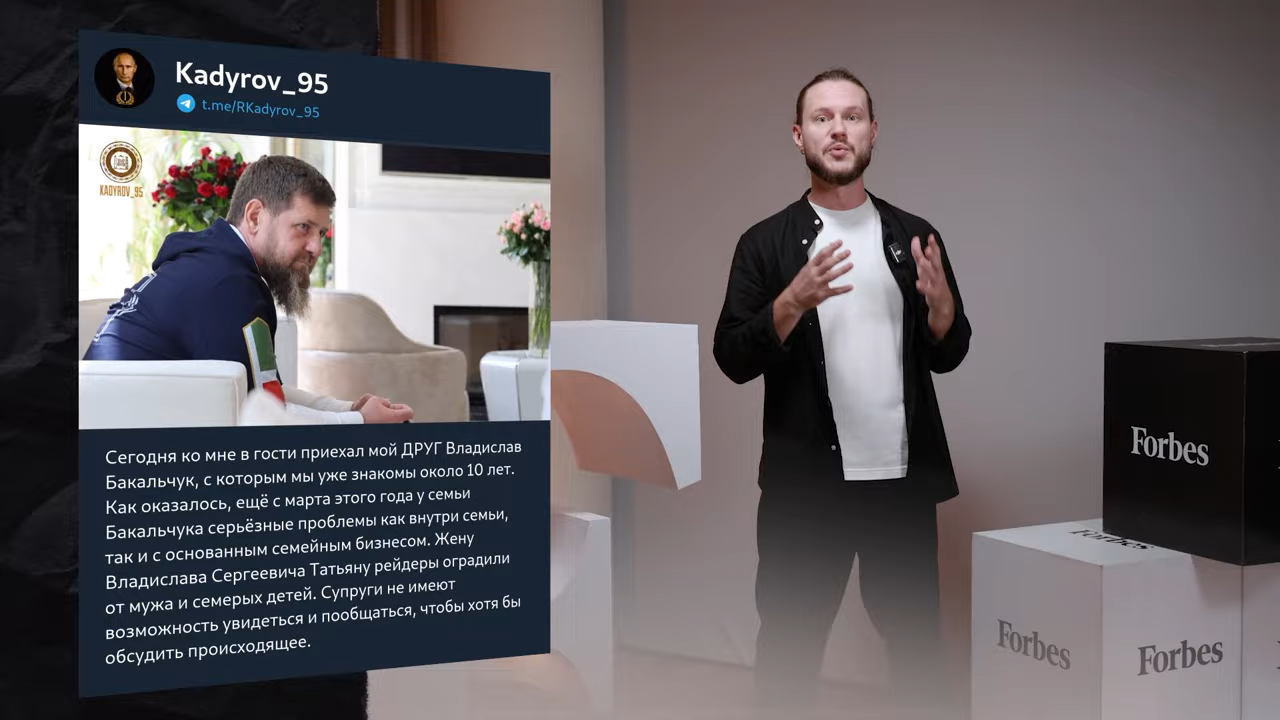 Kadyrov_95
t.me/RKadyrov_95
KADYROV_95
Сегодня ко мне в гости приехал мой ДРУГ Владислав
Бакальчук, с которым мы уже знакомы около 10 лет.
Как оказалось, ещё с марта этого года у семьи
Бакальчука серьёзные проблемы как внутри семьи,
так и с основанным семейным бизнесом. Жену
Владислава Сергеевича Татьяну рейдеры оградили
от мужа и семерых детей. Супруги не имеют
возможность увидеться и пообщаться, чтобы хотя бы
обсудить происходящее.
Forbes
Forbes
Forbes
Forbes